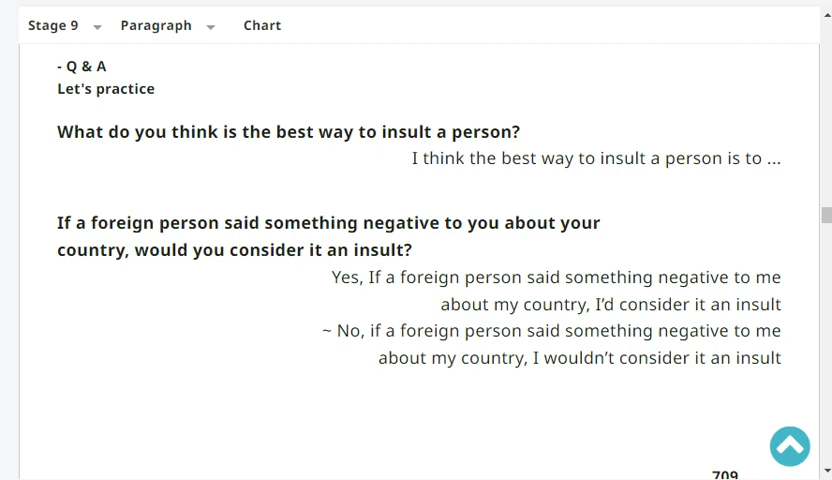 Stage 9 Paragraph Chart
- Q & A
Let's practice
What do you think is the best way to insult a person?
I think the best way to insult a person is to ...
If a foreign person said something negative to you about your
country, would you consider it an insult?
Yes, If a foreign person said something negative to me
about my country, I’d consider it an insult
~ No, if a foreign person said something negative to me
about my country, I wouldn’t consider it an insult
709